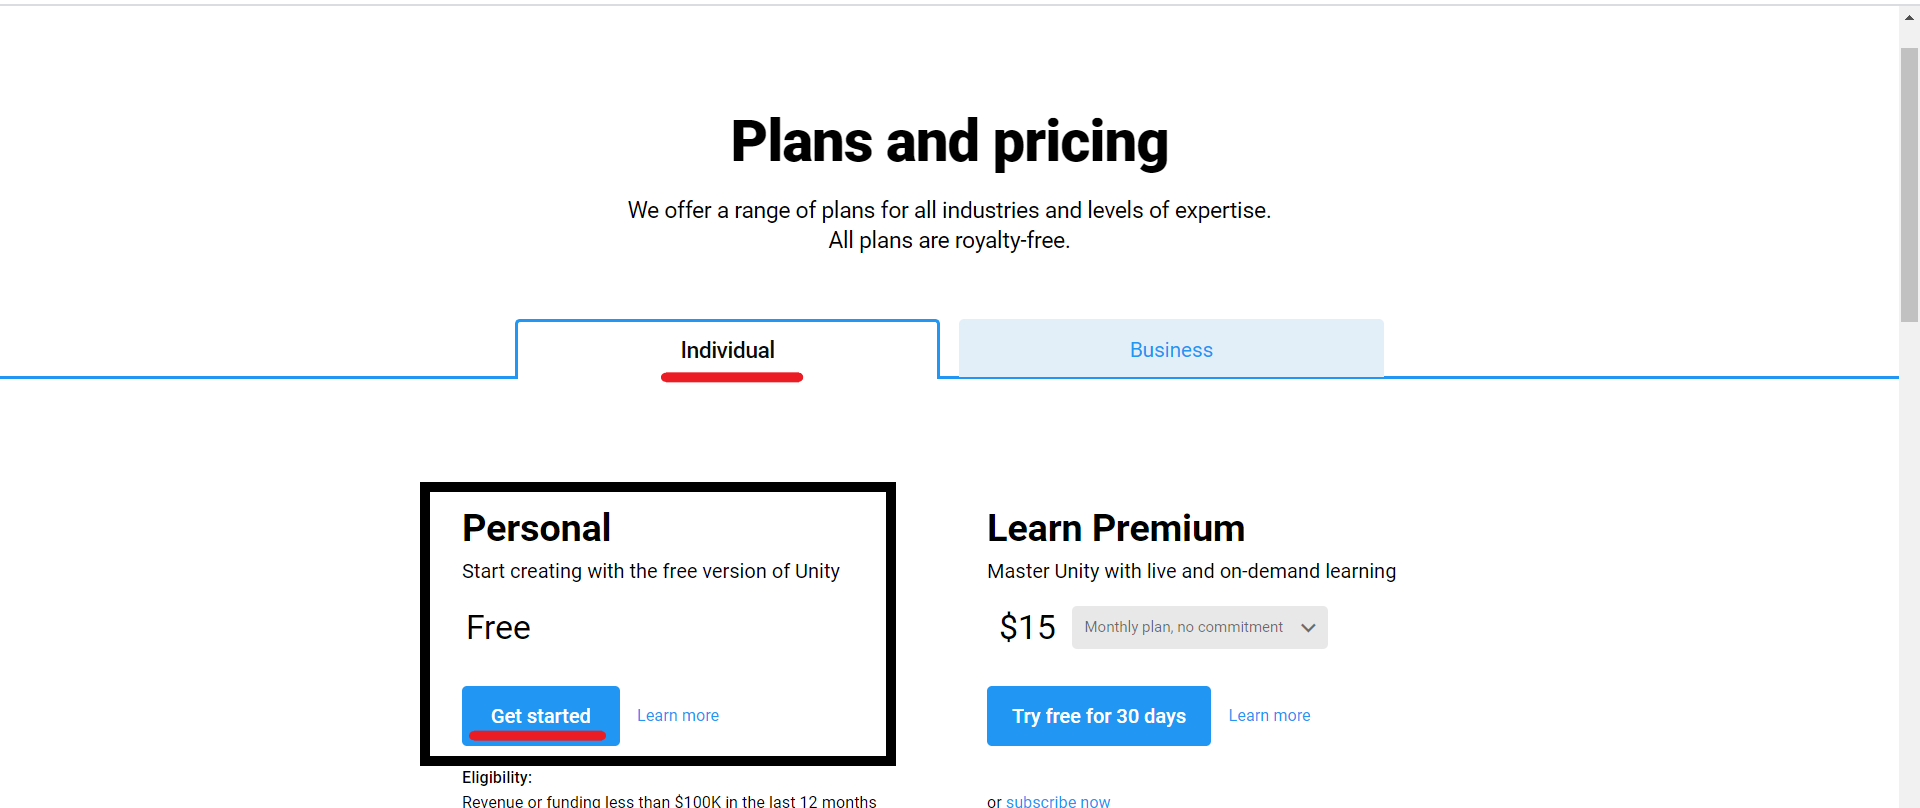 Plans and pricing
We offer a range of plans for all industries and levels of expertise.
All plans are royalty-free.
Individual
Business
Personal
Start creating with the free version of Unity
Free
Get started
Learn more
Eligibility:
Revenue or funding less than $100K in the last 12 months
Learn Premium
Master Unity with live and on-demand learning
$15
Monthly plan, no commitment
Try free for 30 days
Learn more
or subscribe now